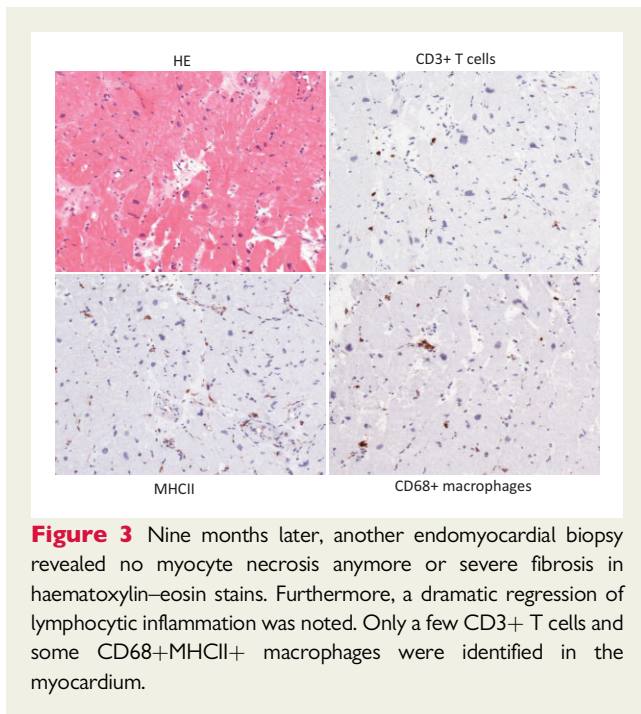 HE
CD3+ T cells
MHCII
CD68+ macrophages
Figure 3 Nine months later, another endomyocardial biopsy
revealed no myocyte necrosis anymore or severe fibrosis in
haematoxylin–eosin stains. Furthermore, a dramatic regression of
lymphocytic inflammation was noted. Only a few CD3+ T cells and
some CD68+MHCII+ macrophages were identified in the
myocardium.